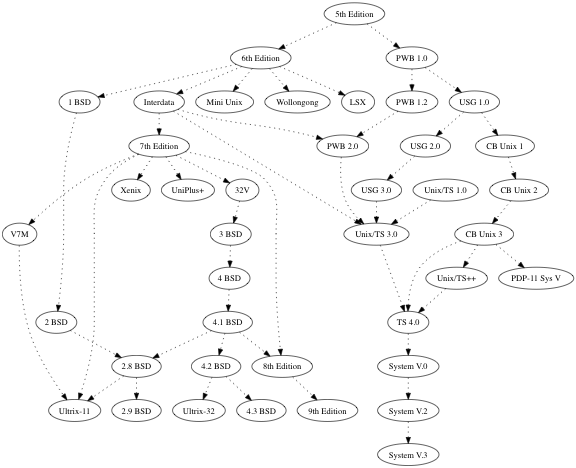 5th Edition
6th Edition
PWB 1.0
1 BSD
Interdata
Mini Unix
Wollongong
LSX
PWB 1.2
USG 1.0
7th Edition
PWB 2.0
USG 2.0
CB Unix 1
Xenix
UniPlus+
32V
USG 3.0
Unix/TS 1.0
CB Unix 2
V7M
3 BSD
Unix/TS 3.0
CB Unix 3
4 BSD
Unix/TS++
PDP-11 Sys V
2 BSD
4.1 BSD
TS 4.0
2.8 BSD
4.2 BSD
8th Edition
System V.0
Ultrix-11
2.9 BSD
Ultrix-32
4.3 BSD
9th Edition
System V.2
System V.3